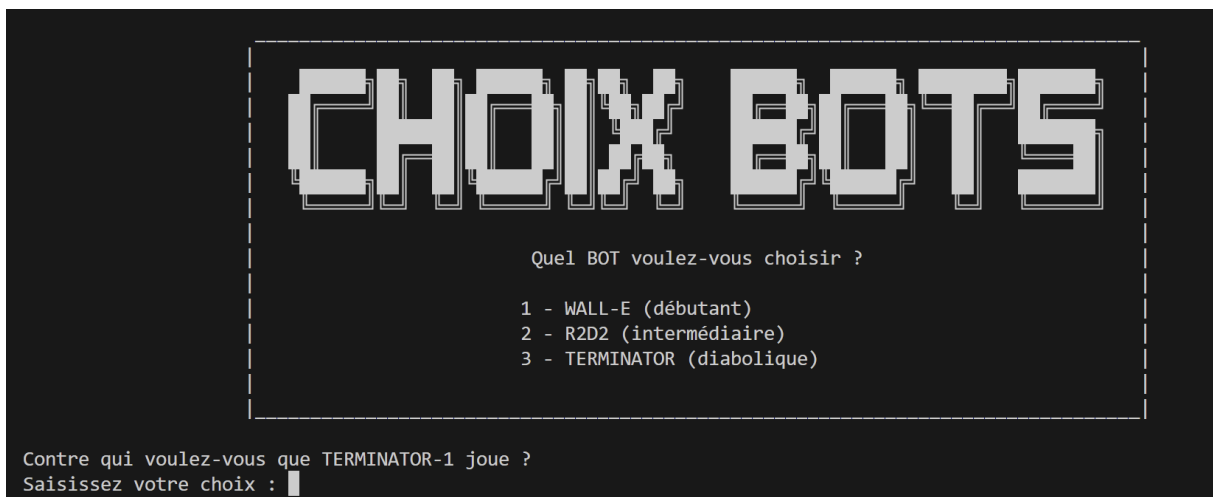 CHOIX BOTS
Quel BOT voulez-vous choisir ?
1 - WALL-E (débutant)
2 - R2D2 (intermédiaire)
3 - TERMINATOR (diabolique)
Contre qui voulez-vous que TERMINATOR-1 joue ?
Saisissez votre choix :